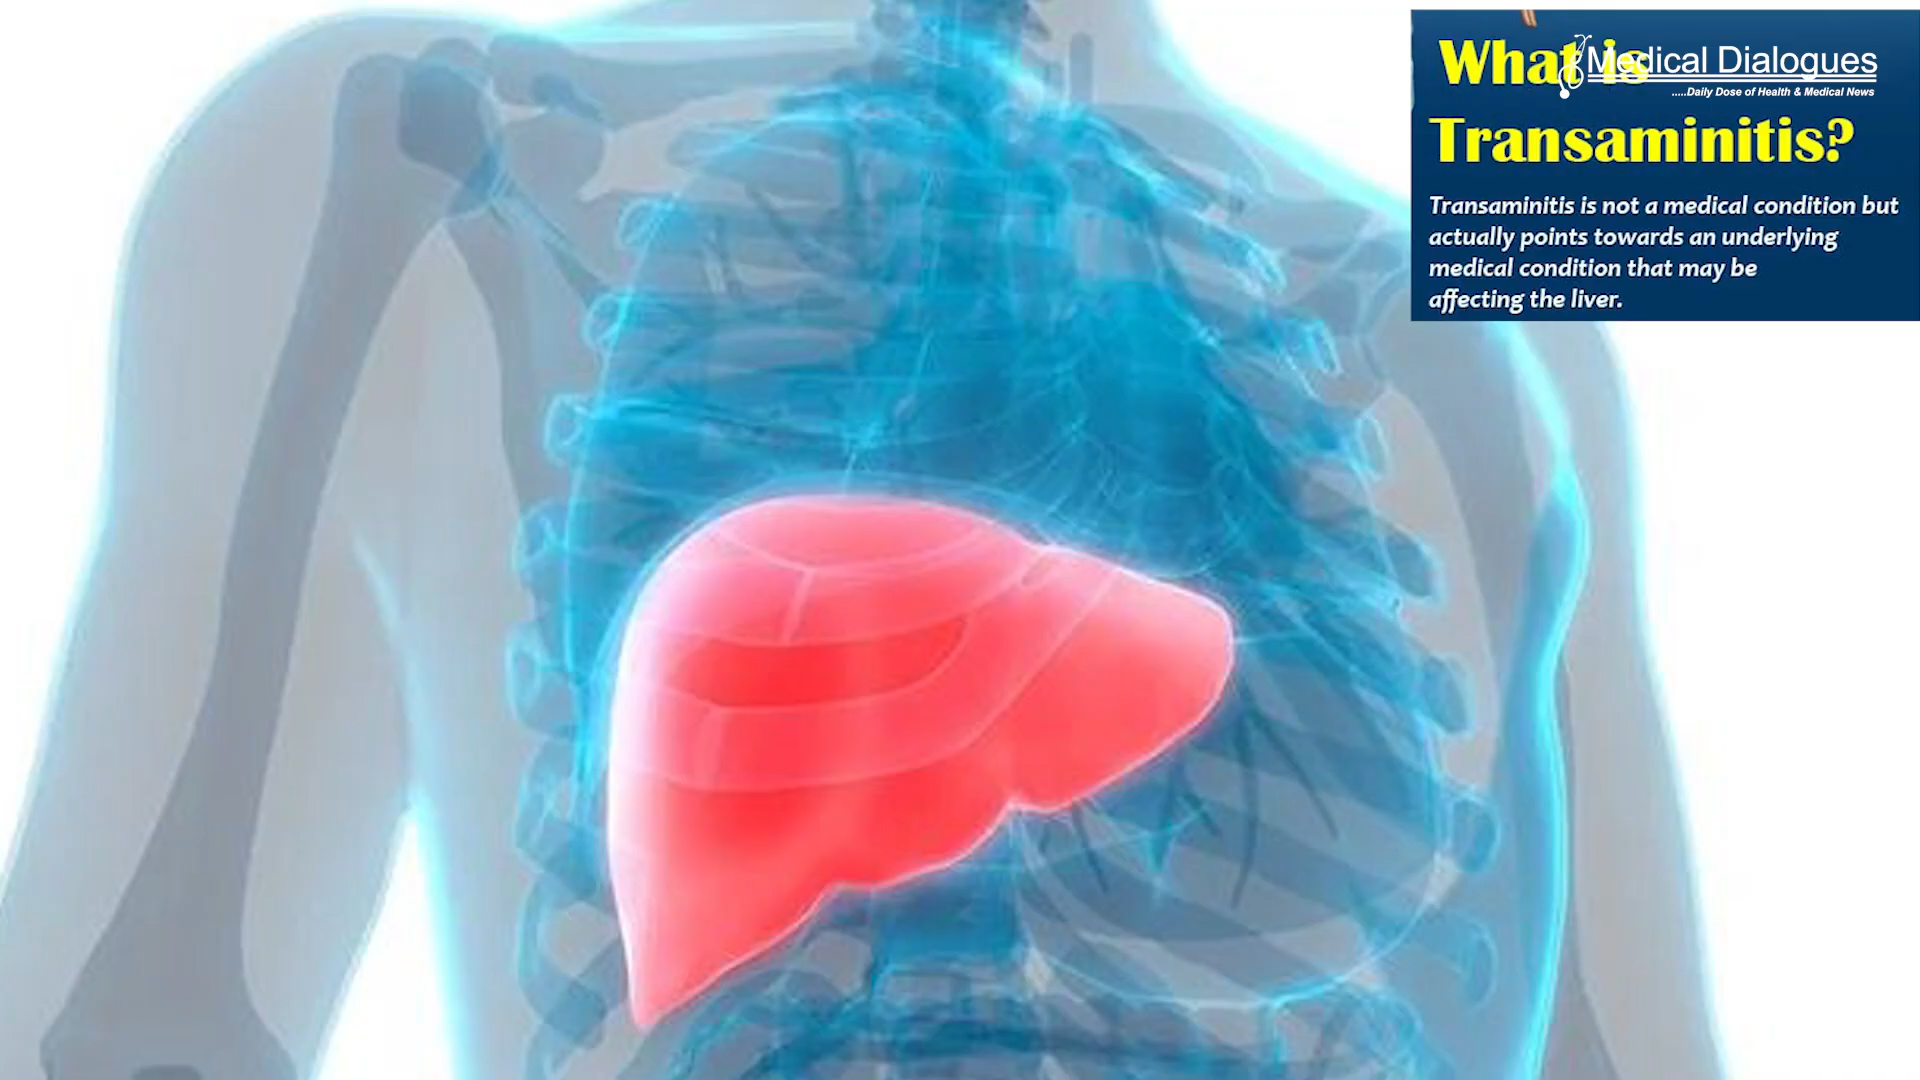 What is
Medical Dialogues
.....Daily Dose of Health & Medical News
Transaminitis?
Transaminitis is not a medical condition but
actually points towards an underlying
medical condition that may be
affecting the liver.